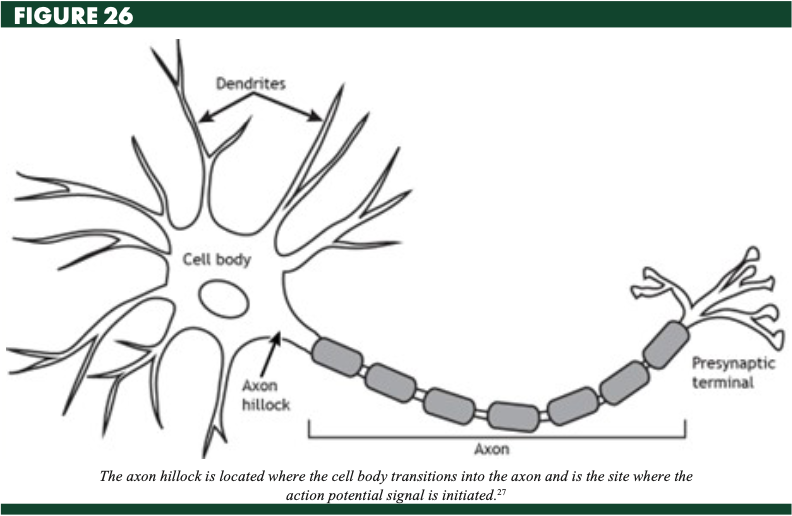 FIGURE 26
Dendrites
Cell body
Axon
hillock
Presynaptic
terminal
Axon
The axon hillock is located where the cell body transitions into the axon and is the site where the
action potential signal is initiated.27